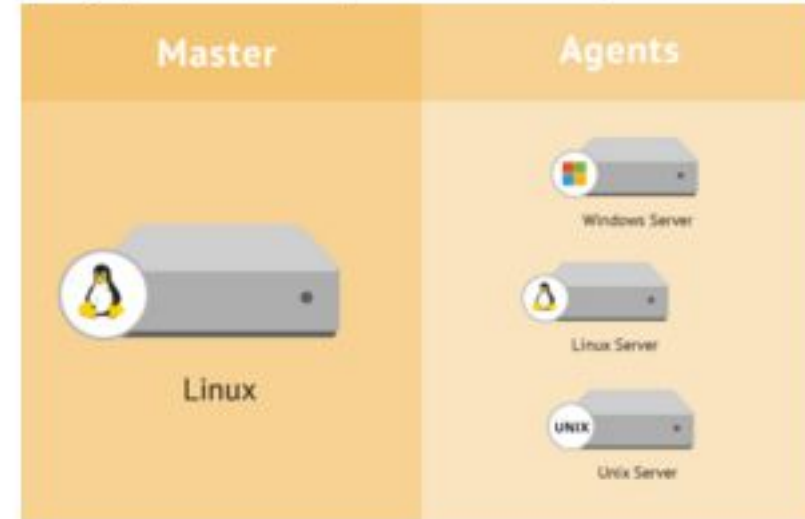 Master
Agents
Windows Server
Linux Server
Linux
UNIX
Unix Server